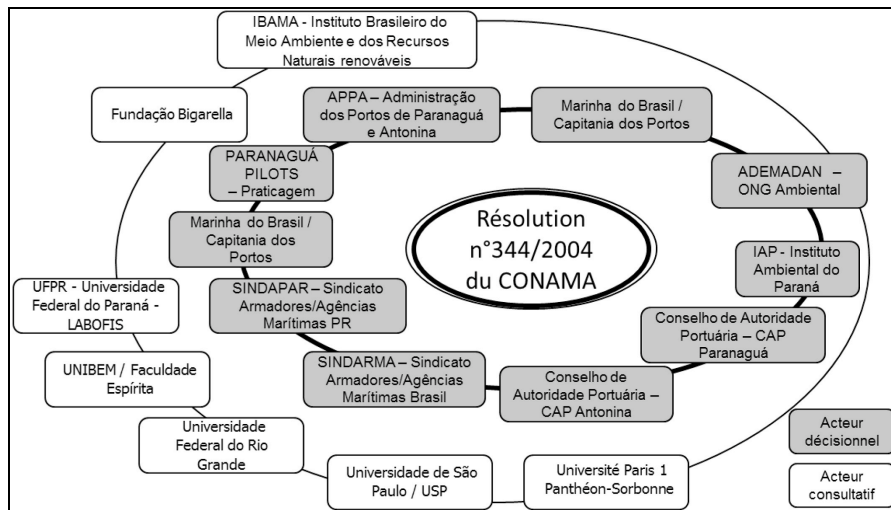 IBAMA - Instituto Brasileiro do
Meio Ambiente e dos Recursos
Naturais renováveis
Fundação Bigarella
APPA – Administração
dos Portos de Paranaguá
e Antonina
Marinha do Brasil /
Capitania dos Portos
PARANAGUÁ
PILOTS
– Praticagem
ADEMADAN –
ONG Ambiental
Marinha do Brasil /
Capitania dos
Portos
Résolution
n°344/2004
du CONAMA
IAP - Instituto
Ambiental do
Paraná
UFPR - Universidade
Federal do Paraná -
LABOFIS
SINDAPAR – Sindicato
Armadores/Agências
Marítimas PR
Conselho de Autoridade
Portuária – CAP
Paranaguá
UNIBEM / Faculdade
Espírita
SINDARMA – Sindicato
Armadores/Agências
Marítimas Brasil
Conselho de
Autoridade Portuária –
CAP Antonina
Universidade
Federal do Rio
Grande
Universidade de São
Paulo / USP
Université Paris 1
Panthéon-Sorbonne
Acteur
décisionnel
Acteur
consultatif